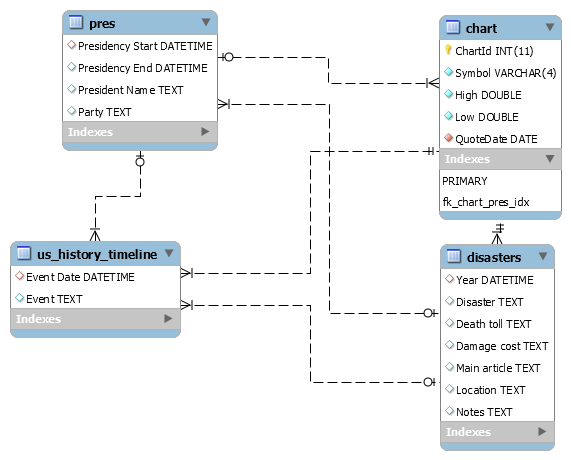 pres
Presidency Start DATETIME
Presidency End DATETIME
President Name TEXT
Party TEXT
Indexes
chart
ChartId INT(11)
Symbol VARCHAR(4)
High DOUBLE
Low DOUBLE
QuoteDate DATE
Indexes
PRIMARY
fk_chart_pres_idx
us_history_timeline
Event Date DATETIME
Event TEXT
Indexes
disasters
Year DATETIME
Disaster TEXT
Death toll TEXT
Damage cost TEXT
Main article TEXT
Location TEXT
Notes TEXT
Indexes